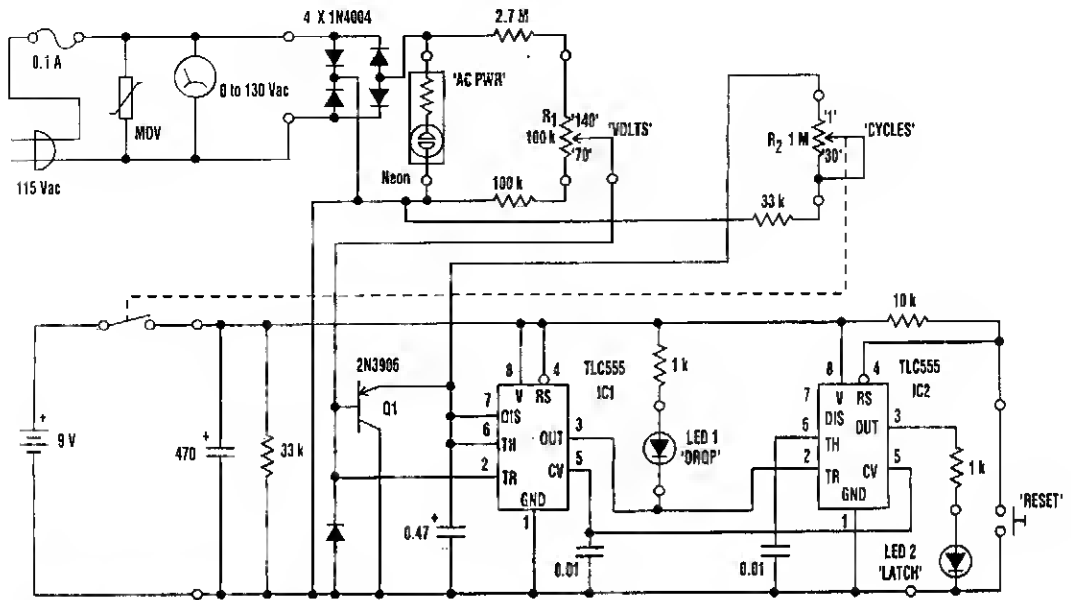 4 X 1N4004
2.7 M
0.1 A
MOV
0 to 130 Vac
115 Vac
'AC PWR'
Neon
R1
100 k
'140'
'70'
'VOLTS'
100 k
'1'
R2 1 M
'30'
'CYCLES'
33 k
10 k
2N3906
Q1
8
4
TLC555
IC1
V
RS
7
DIS
6
TH
2
TR
OUT
3
CV
5
GND
1
1 k
LED 1
'DROP'
8
4
TLC555
IC2
7
V
RS
DIS
6
TH
2
TR
OUT
3
CV
5
GND
1
1 k
'RESET'
LED 2
'LATCH'
+
9 V
+
470
33 k
+
0.47
0.01
0.01